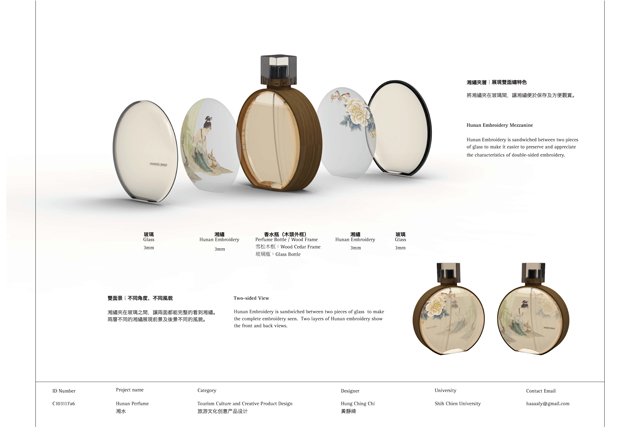 湘繡夾層：展現雙面繡特色
將湘繡夾在玻璃間，讓湘繡便於保存及方便觀賞。
Hunan Embroidery Mezzanine
Hunan Embroidery is sandwiched between two pieces
of glass to make it easier to preserve and appreciate
the characteristics of double-sided embroidery.
玻璃
Glass
3mm
湘繡
Hunan Embroidery
3mm
香水瓶（木頭外框）
Perfume Bottle / Wood Frame
雪松木框：Wood Cedar Frame
玻璃瓶：Glass Bottle
湘繡
Hunan Embroidery
3mm
玻璃
Glass
3mm
雙面景：不同角度，不同風貌
湘繡夾在玻璃之間，讓兩面都能完整的看到湘繡。
兩層不同的湘繡展現前景及後景不同的風貌。
Two-sided View
Hunan Embroidery is sandwiched between two pieces of glass to make
the complete embroidery seen. Two layers of Hunan embroidery show
the front and back views.
ID Number
Project name
Hunan Perfume
湘水
Category
Tourism Culture and Creative Product Design
旅游文化创意产品设计
Designer
Hung Ching Chi
University
Shih Chien University
Contact Email